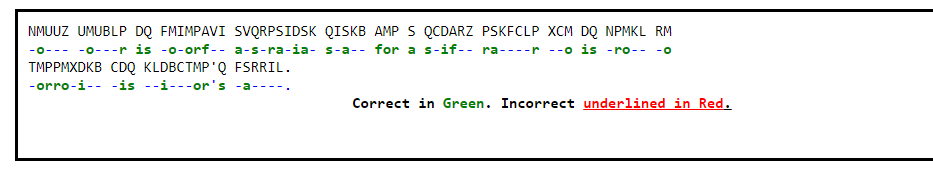 NMUUZ UMUBLP DQ FMIMPAVI SVQRPSIDSK QISKB AMP S QCDARZ PSKFCLP XCM DQ NPMKL RM
-o--- -o---r is -o-orf-- a-s-ra-ia- s-a-- for a s-if-- ra----r --o is -ro-- -o
TMPPMXDKB CDQ KLDBCTMP'Q FSRRIL.
-orro-i-- -is --i---or's -a----.
Correct in Green. Incorrect underlined in Red.